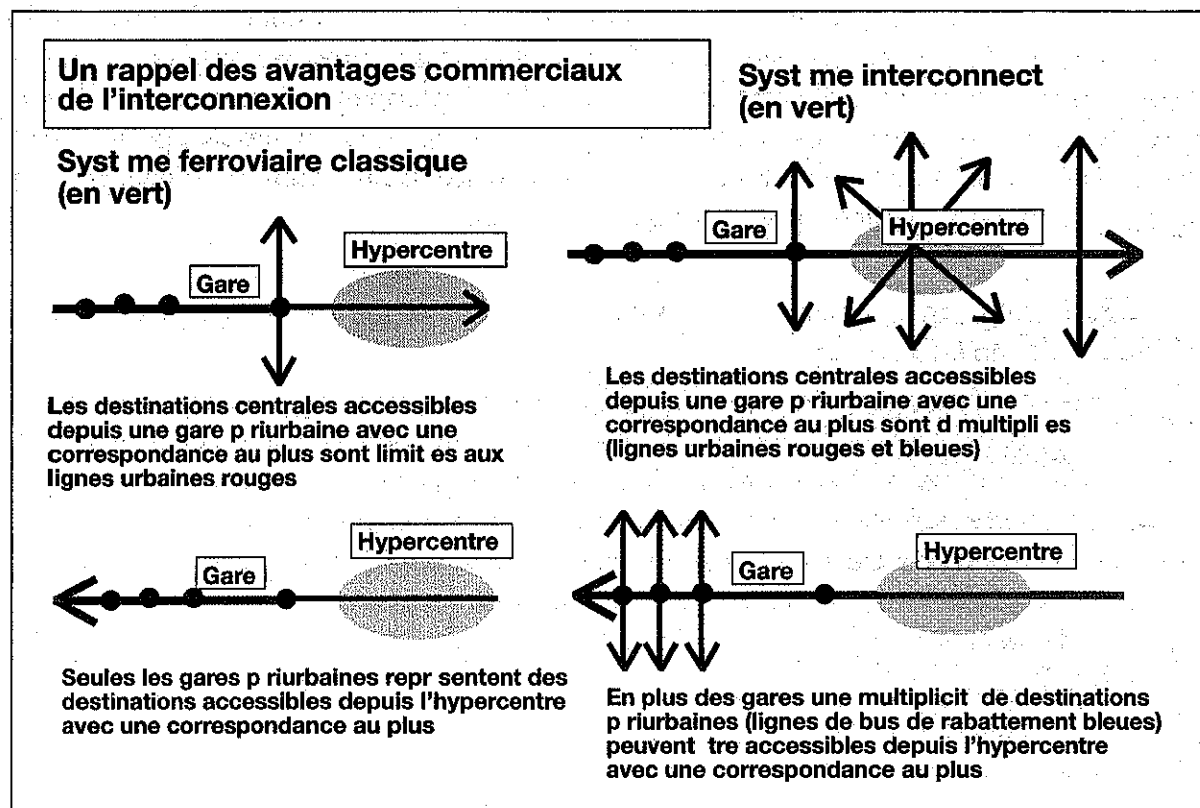 Un rappel des avantages commerciaux
de l'interconnexion
Syst me ferroviaire classique
(en vert)
Gare
Hypercentre
Les destinations centrales accessibles
depuis une gare p riurbaine avec une
correspondance au plus sont limit es aux
lignes urbaines rouges
Syst me interconnect
(en vert)
Gare
Hypercentre
Les destinations centrales accessibles
depuis une gare p riurbaine avec une
correspondance au plus sont d multipli es
(lignes urbaines rouges et bleues)
Gare
Hypercentre
Seules les gares p riurbaines repr sentent des
destinations accessibles depuis l'hypercentre
avec une correspondance au plus
Gare
Hypercentre
En plus des gares une multiplicit de destinations
p riurbaines (lignes de bus de rabattement bleues)
peuvent tre accessibles depuis l'hypercentre
avec une correspondance au plus